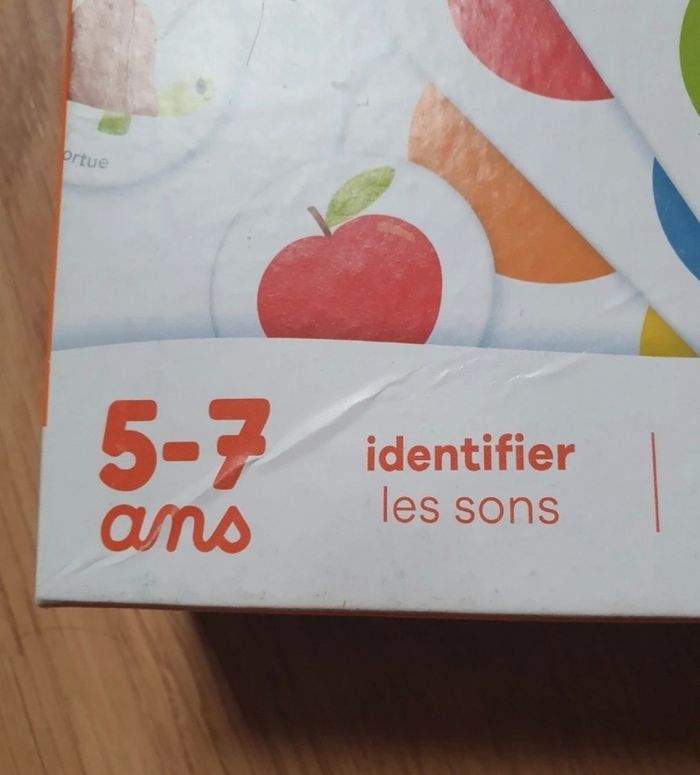 ortue
5-7
ans
identifier
les sons